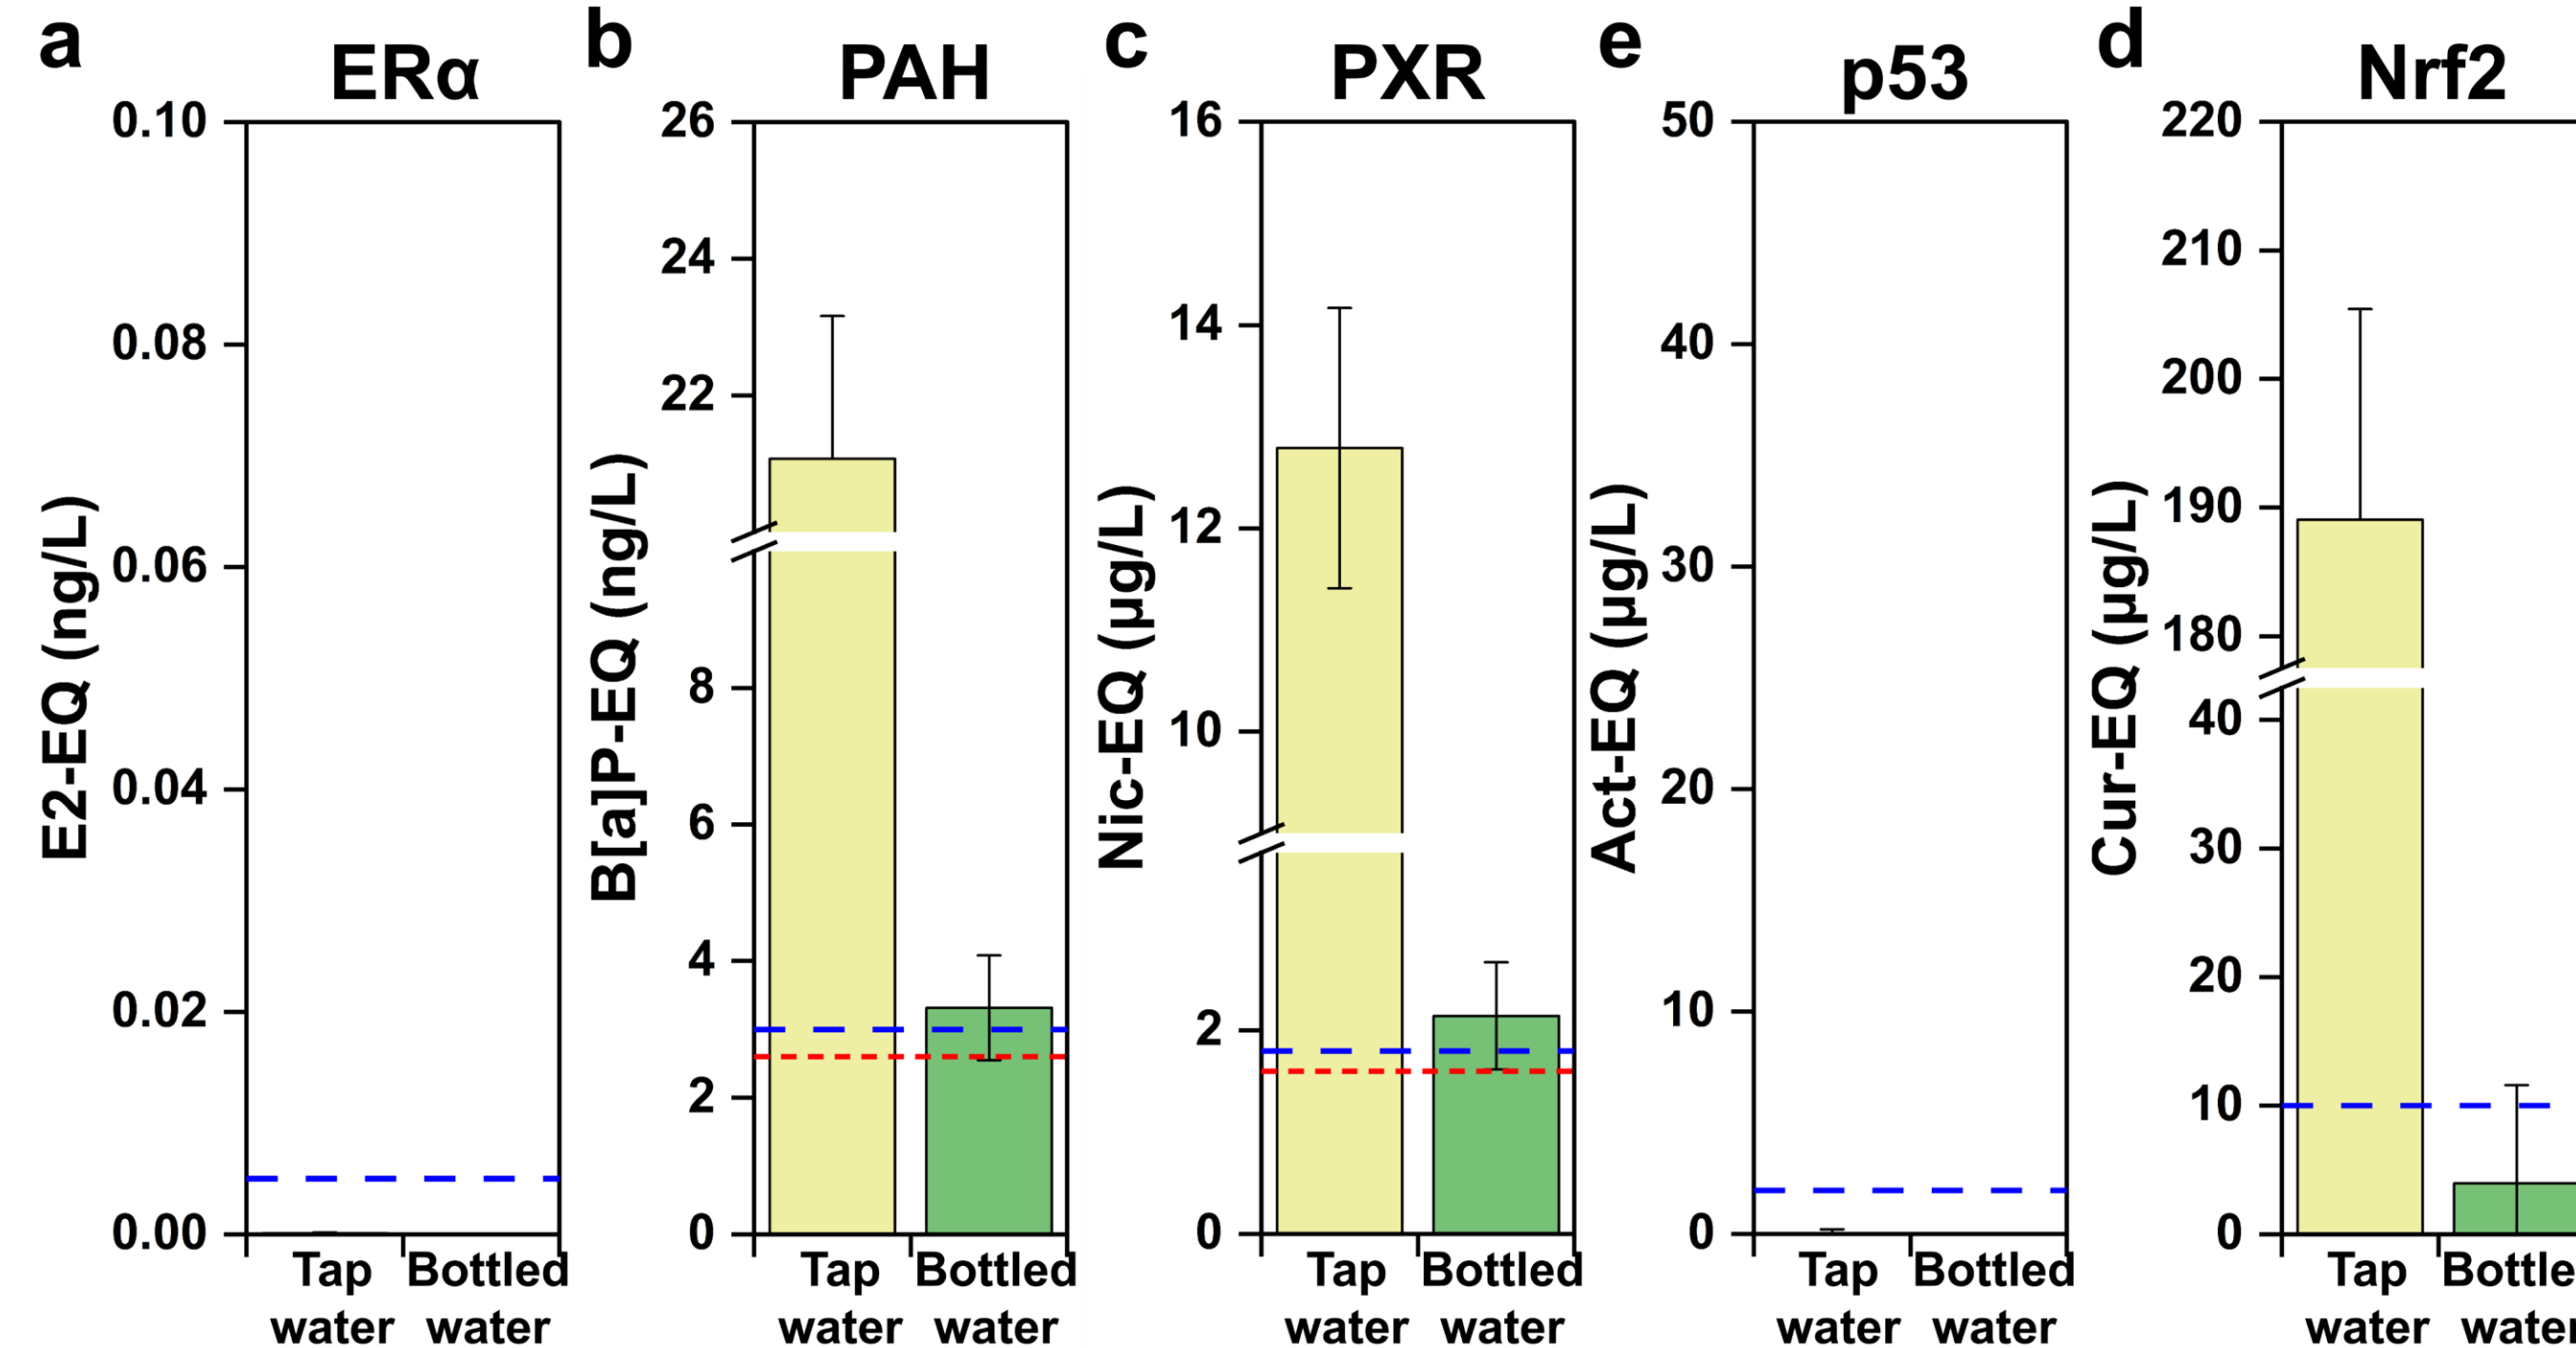 a
ERα
E2-EQ (ng/L)
0.10
0.08
0.06
0.04
0.02
0.00
Tap water
Bottled water
b
PAH
B[a]P-EQ (ng/L)
26
24
22
8
6
4
2
0
Tap water
Bottled water
c
PXR
Nic-EQ (µg/L)
16
14
12
10
2
0
Tap water
Bottled water
e
p53
Act-EQ (µg/L)
50
40
30
20
10
0
Tap water
Bottled water
d
Nrf2
Cur-EQ (µg/L)
220
210
200
190
180
40
30
20
10
0
Tap water
Bottle
water